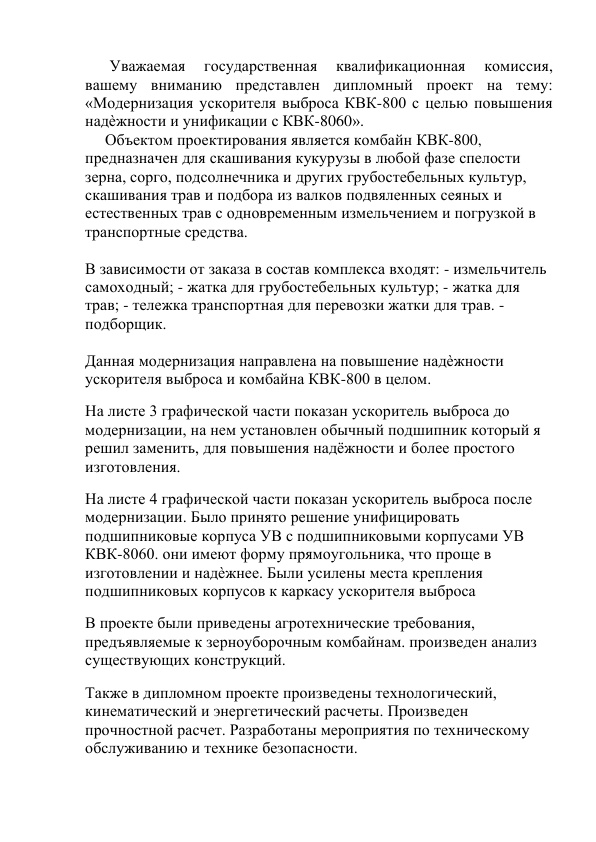 Уважаемая государственная квалификационная комиссия,
вашему вниманию представлен дипломный проект на тему:
«Модернизация ускорителя выброса КВК-800 с целью повышения
надѐжности и унификации с КВК-8060».
Объектом проектирования является комбайн КВК-800,
предназначен для скашивания кукурузы в любой фазе спелости
зерна, сорго, подсолнечника и других грубостебельных культур,
скашивания трав и подбора из валков подвяленных сеяных и
естественных трав с одновременным измельчением и погрузкой в
транспортные средства.
В зависимости от заказа в состав комплекса входят: - измельчитель
самоходный; - жатка для грубостебельных культур; - жатка для
трав; - тележка транспортная для перевозки жатки для трав. -
подборщик.
Данная модернизация направлена на повышение надѐжности
ускорителя выброса и комбайна КВК-800 в целом.
На листе 3 графической части показан ускоритель выброса до
модернизации, на нем установлен обычный подшипник который я
решил заменить, для повышения надёжности и более простого
изготовления.
На листе 4 графической части показан ускоритель выброса после
модернизации. Было принято решение унифицировать
подшипниковые корпуса УВ с подшипниковыми корпусами УВ
КВК-8060. они имеют форму прямоугольника, что проще в
изготовлении и надѐжнее. Были усилены места крепления
подшипниковых корпусов к каркасу ускорителя выброса
В проекте были приведены агротехнические требования,
предъявляемые к зерноуборочным комбайнам. произведен анализ
существующих конструкций.
Также в дипломном проекте произведены технологический,
кинематический и энергетический расчеты. Произведен
прочностной расчет. Разработаны мероприятия по техническому
обслуживанию и технике безопасности.